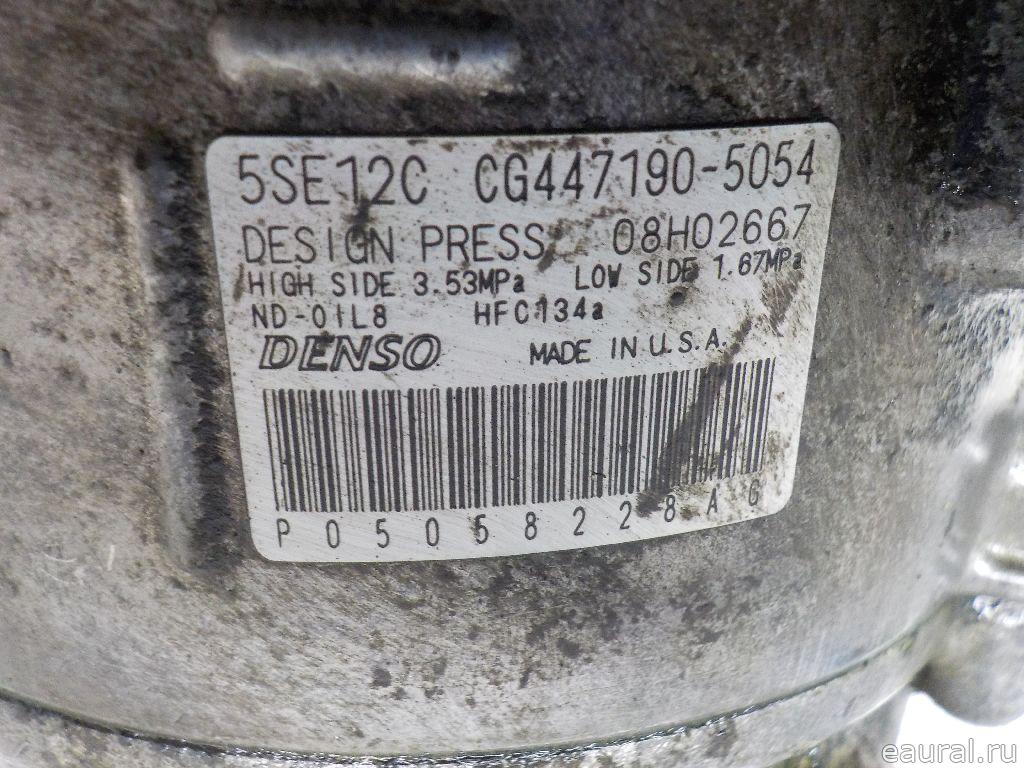 5SE12C CG447190-5054
DESIGN PRESS 08H02667
HIGH SIDE 3.53MPa LOW SIDE 1.67MPa
ND-OIL8 HFC134a
DENSO MADE IN U.S.A.
P05058228AG
eaural.ru